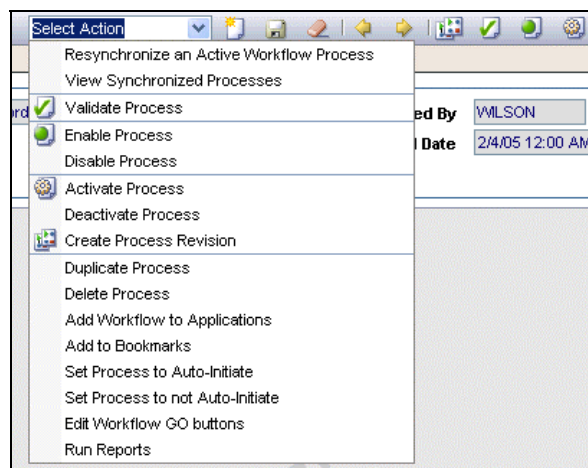 Select Action
Resynchronize an Active Workflow Process
View Synchronized Processes
ord
Validate Process
ed By
WILSON
Enable Process
Date
2/4/05 12:00 AM
Disable Process
Activate Process
Deactivate Process
Create Process Revision
Duplicate Process
Delete Process
Add Workflow to Applications
Add to Bookmarks
Set Process to Auto-Initiate
Set Process to not Auto-Initiate
Edit Workflow GO buttons
Run Reports